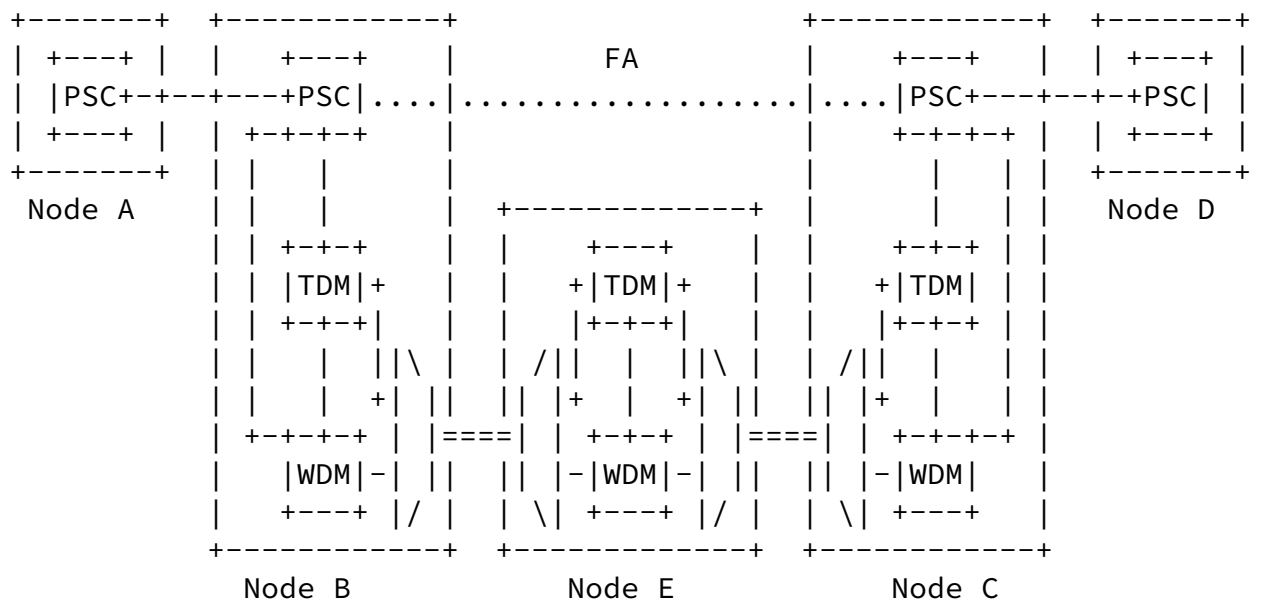 FA
PSC PSC PSC PSC
Node A Node D
TDM TDM TDM
WDM WDM WDM
Node B Node E Node C